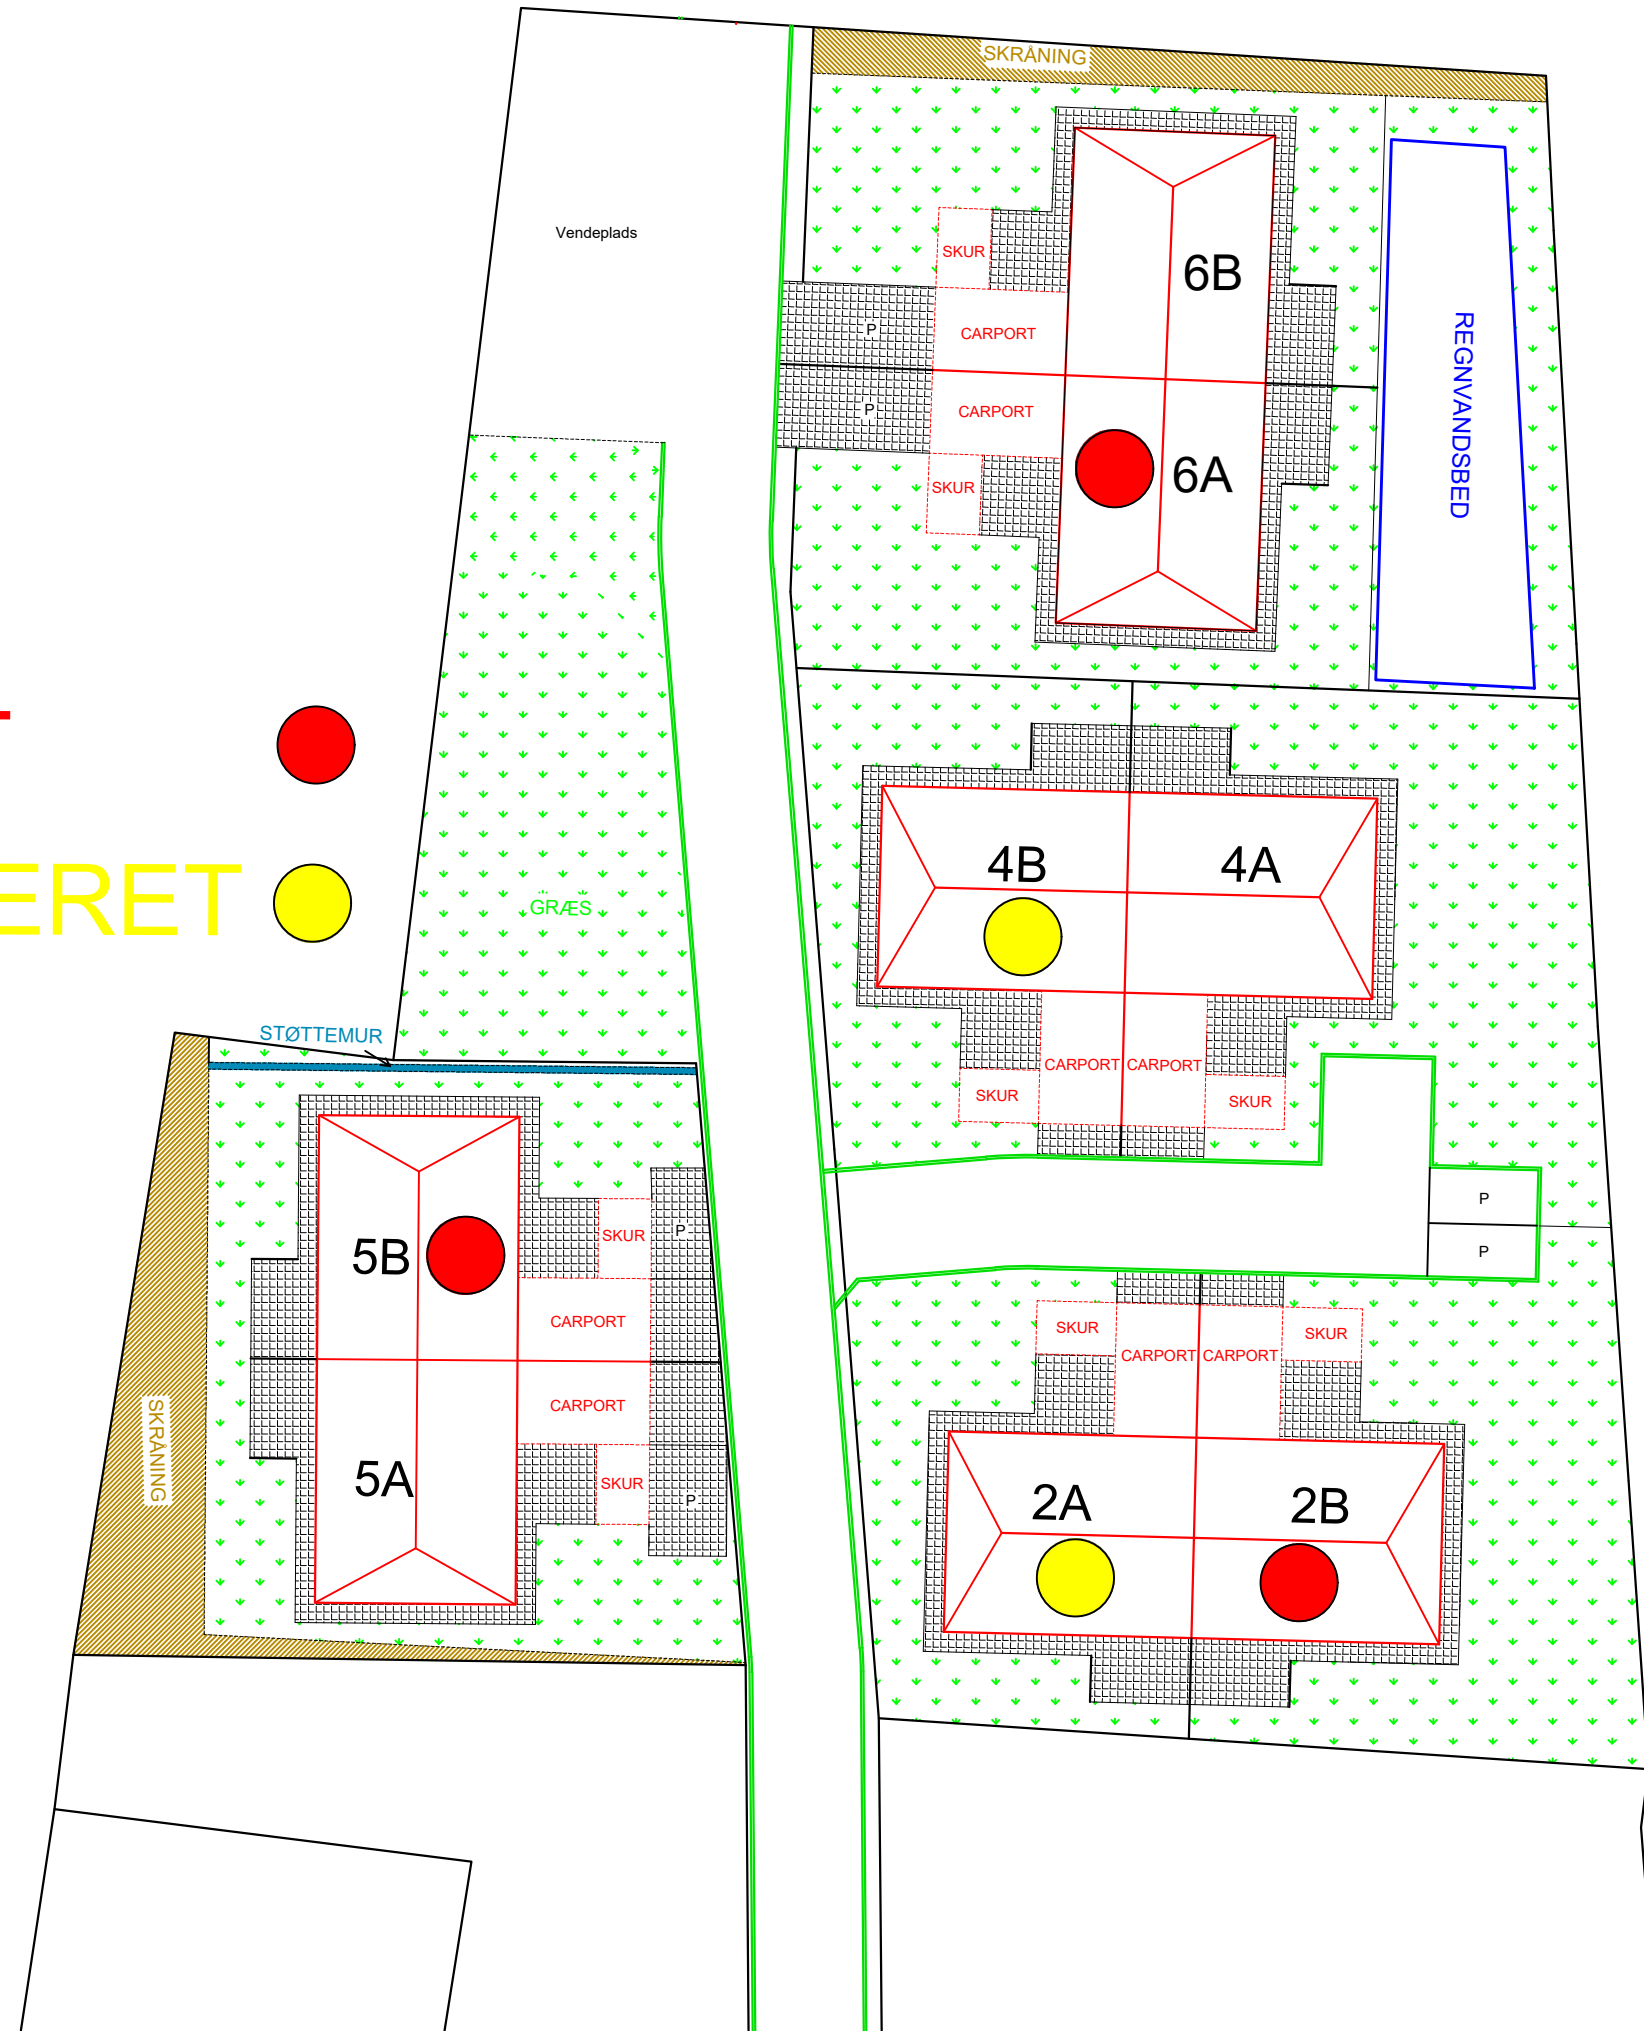 SKRÅNING
Vendeplads
SKUR
6B
P
CARPORT
REGNVANDSBED
P
CARPORT
SKUR
6A
4B
4A
ERET
GRÆS
STØTTEMUR
CARPORT
CARPORT
SKUR
SKUR
P
P
5B
SKUR
P
CARPORT
SKUR
SKUR
CARPORT
CARPORT
CARPORT
SKRÅNING
5A
SKUR
P
2A
2B